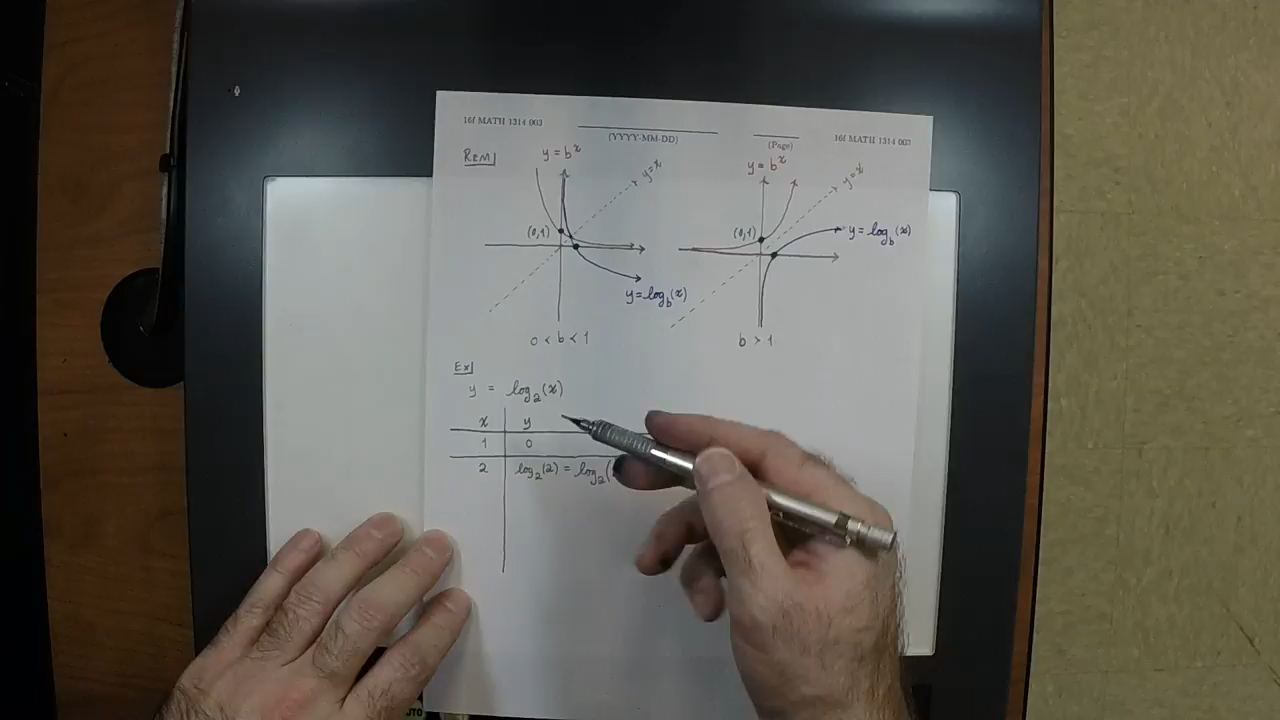 16f MATH 1314 003
(YYYY-MM-DD)
(Page)
16f MATH 1314 003
Rem
y = b^x
y = x
(0,1)
y = log_b(x)
0 < b < 1
y = b^x
y = x
(0,1)
y = log_b(x)
b > 1
Ex
y = log_2(x)
x y
1 0
2 log_2(2) = log_2(